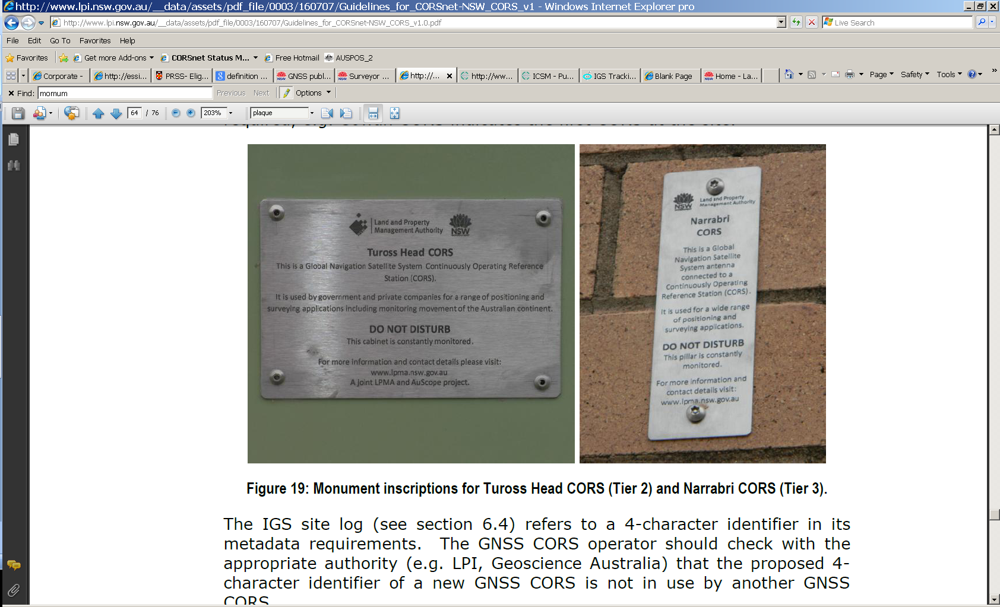 http://www.lpi.nsw.gov.au/__data/assets/pdf_file/0003/160707/Guidelines_for_CORSnet-NSW_CORS_v1 - Windows Internet Explorer pro
http://www.lpi.nsw.gov.au/__data/assets/pdf_file/0003/160707/Guidelines_for_CORSnet-NSW_CORS_v1.0.pdf
Live Search
File Edit Go To Favorites Help
Favorites Get more Add-ons CORSnet Status M... Free Hotmail AUSPOS_2
Corporate - http://essi... PRSS- Elig... definition ... GNSS publ... Surveyor ... http://... http://ww... ICSM - Pu... IGS Tracki... Blank Page Home - La... Page Safety Tools
Find: momum Previous Next Options
64 / 76 203% plaque
required, e.g. Cowan CORS indicates the first CORS at the site.
Land and Property
Management Authority
NSW
Tuross Head CORS
This is a Global Navigation Satellite System Continuously Operating Reference
Station (CORS).
It is used by government and private companies for a range of positioning and
surveying applications including monitoring movement of the Australian continent.
DO NOT DISTURB
This cabinet is constantly monitored.
For more information and contact details please visit:
www.lpma.nsw.gov.au
A joint LPMA and AuScope project.
NSW
Land and Property
Management Authority
Narrabri
CORS
This is a Global
Navigation Satellite
System antenna
connected to a
Continuously Operating
Reference Station (CORS).
It is used for a wide range
of positioning and
surveying applications.
DO NOT DISTURB
This pillar is constantly
monitored.
For more information and
contact details visit:
www.lpma.nsw.gov.au
Figure 19: Monument inscriptions for Tuross Head CORS (Tier 2) and Narrabri CORS (Tier 3).
The IGS site log (see section 6.4) refers to a 4-character identifier in its
metadata requirements. The GNSS CORS operator should check with the
appropriate authority (e.g. LPI, Geoscience Australia) that the proposed 4-
character identifier of a new GNSS CORS is not in use by another GNSS
CORS.